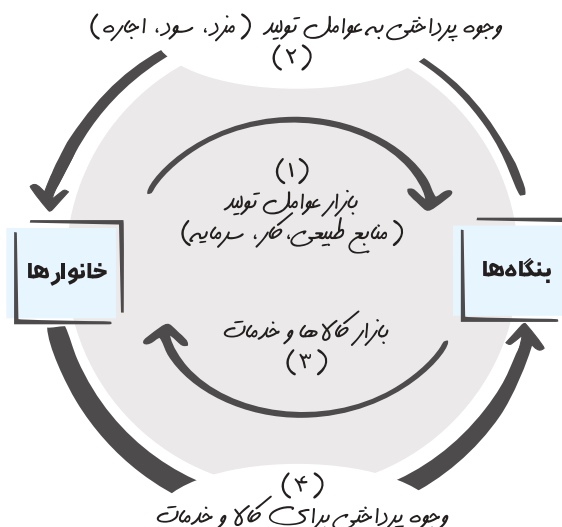 وجوه پرداختی به عوامل تولید (مزد، سود، اجاره)
(۲)
(۱)
بازار عوامل تولید
(منابع طبیعی، کار، سرمایه)
خانوارها
بنگاه‌ها
بازار کالاها و خدمات
(۳)
(۴)
وجوه پرداختی برای کالا و خدمات